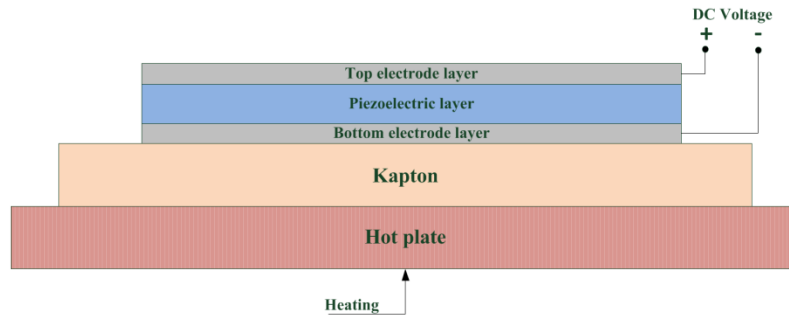 DC Voltage
+ -
Top electrode layer
Piezoelectric layer
Bottom electrode layer
Kapton
Hot plate
Heating